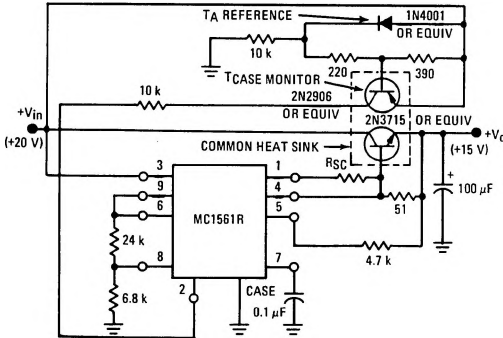 TA REFERENCE
1N4001
OR EQUIV
10 k
220
390
TCASE MONITOR
10 k
2N2906
OR EQUIV
2N3715
OR EQUIV
+Vin
(+20 V)
+Vo
(+15 V)
COMMON HEAT SINK
RSC
3
9
6
8
2
MC1561R
1
4
5
7
CASE
51
+
100 µF
24 k
4.7 k
6.8 k
0.1 µF